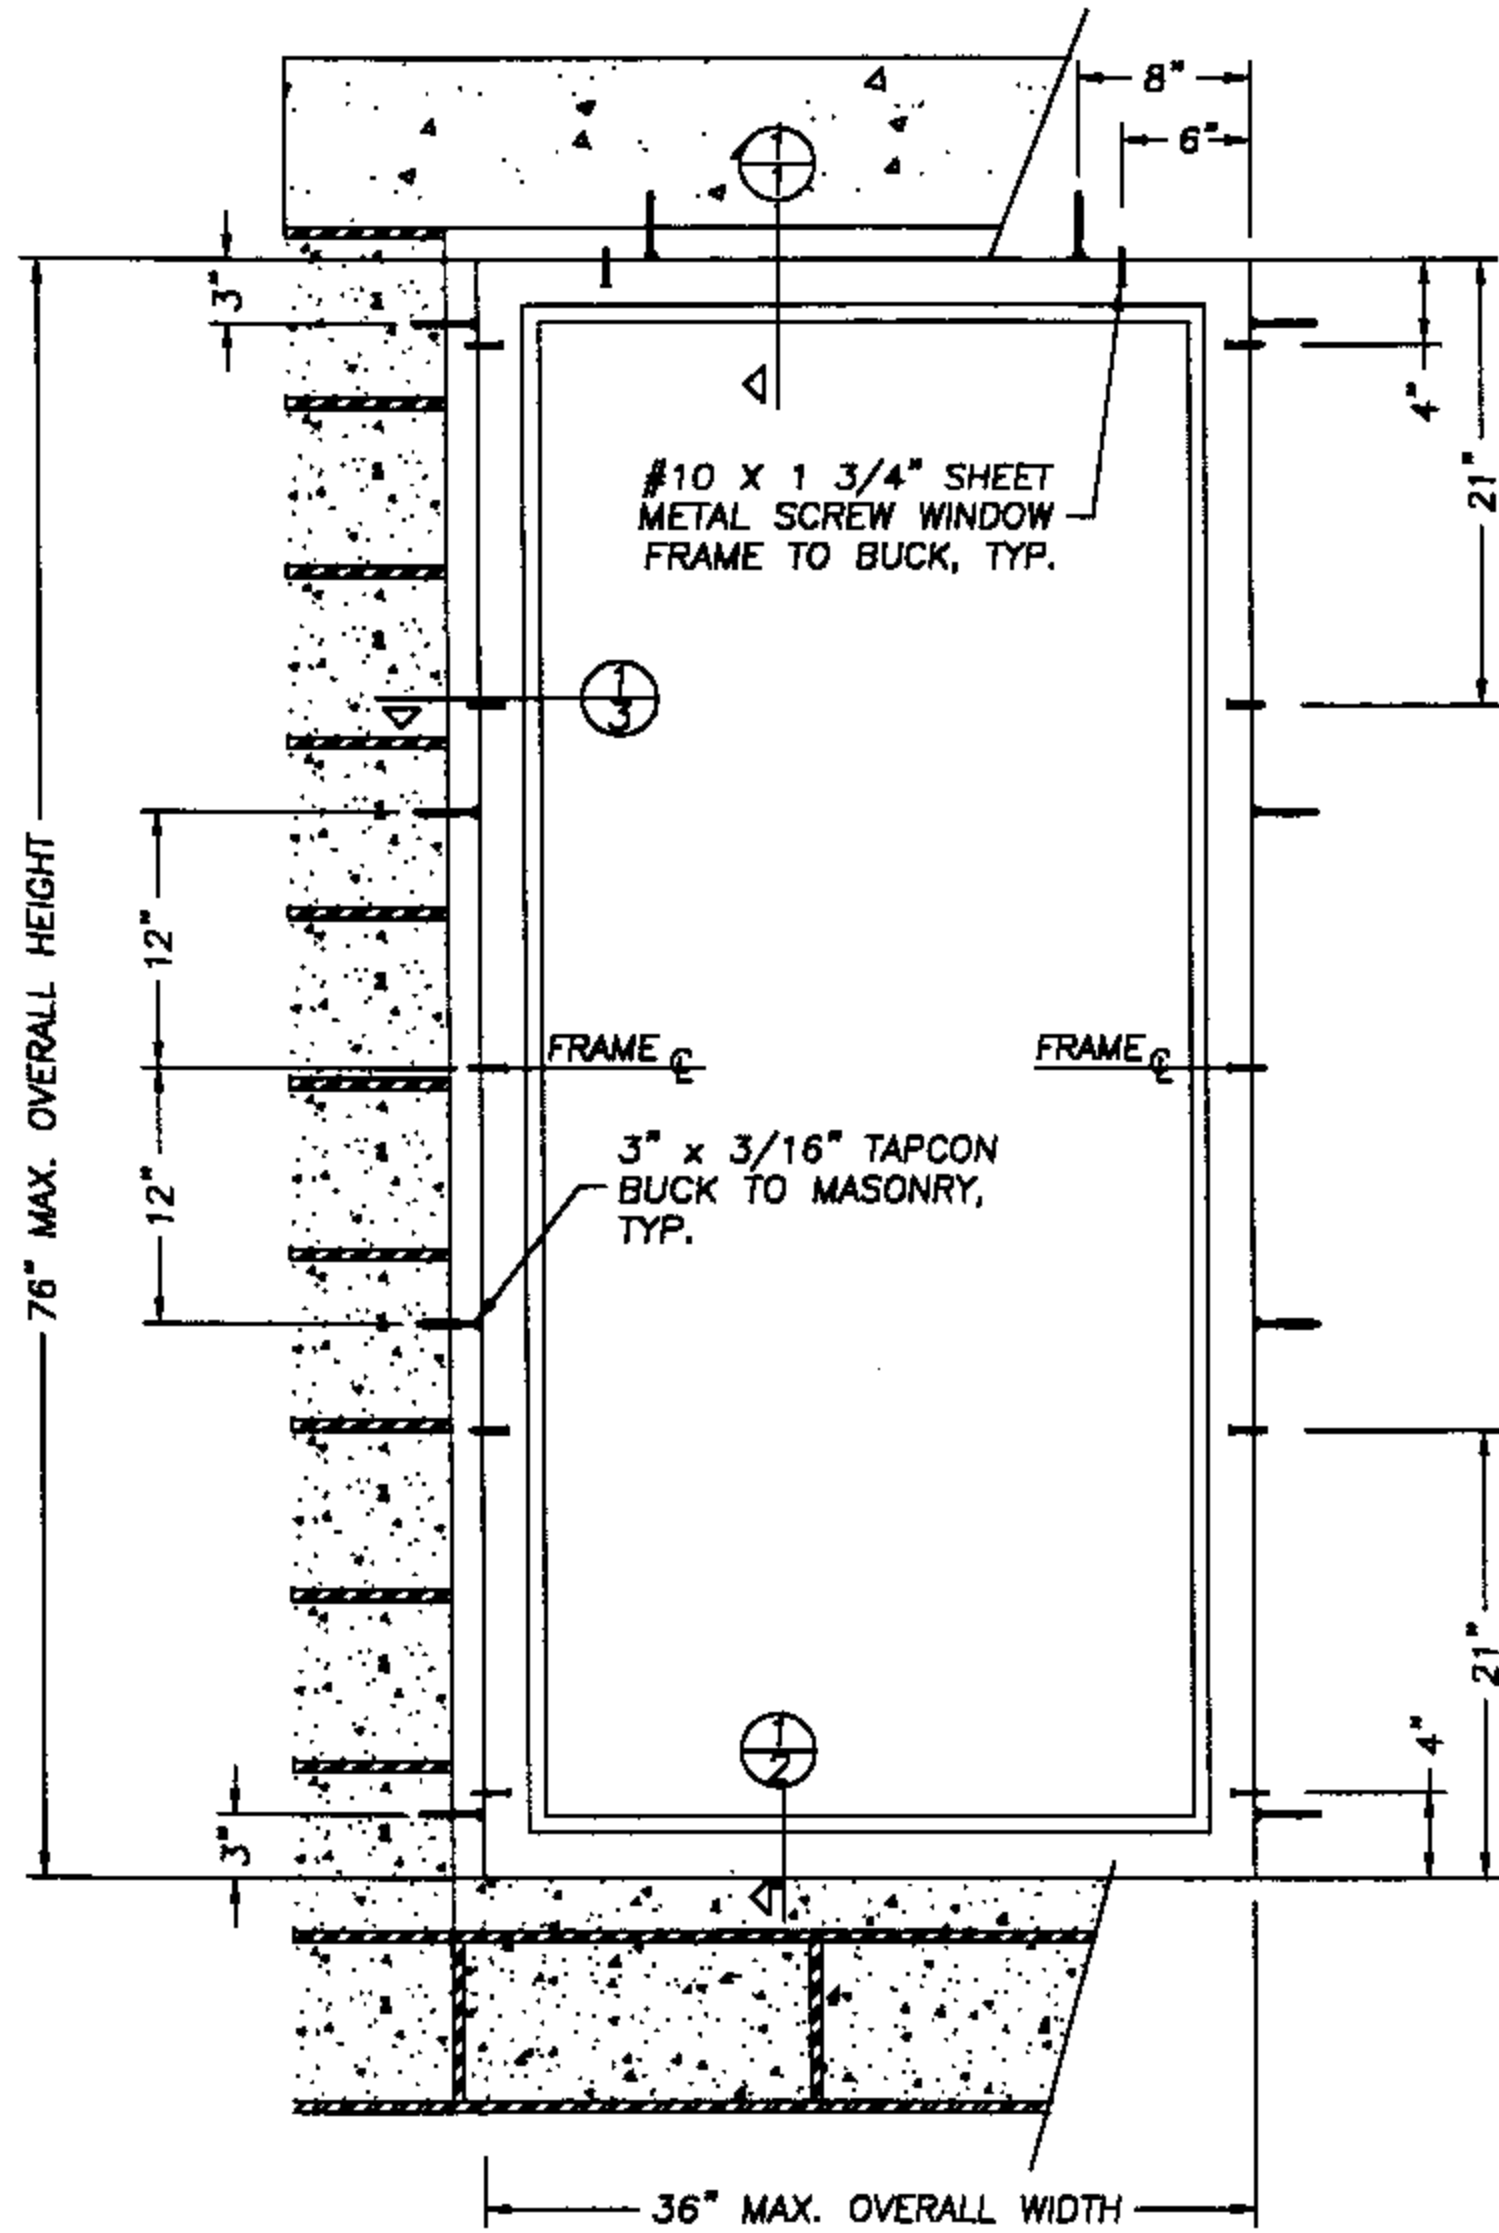 8"
6"
1
1
3"
4"
21"
#10 X 1 3/4" SHEET
METAL SCREW WINDOW
FRAME TO BUCK, TYP.
1
3
12"
76" MAX. OVERALL HEIGHT
FRAME ℄
FRAME ℄
3" x 3/16" TAPCON
BUCK TO MASONRY,
TYP.
12"
21"
1
2
4"
3"
36" MAX. OVERALL WIDTH